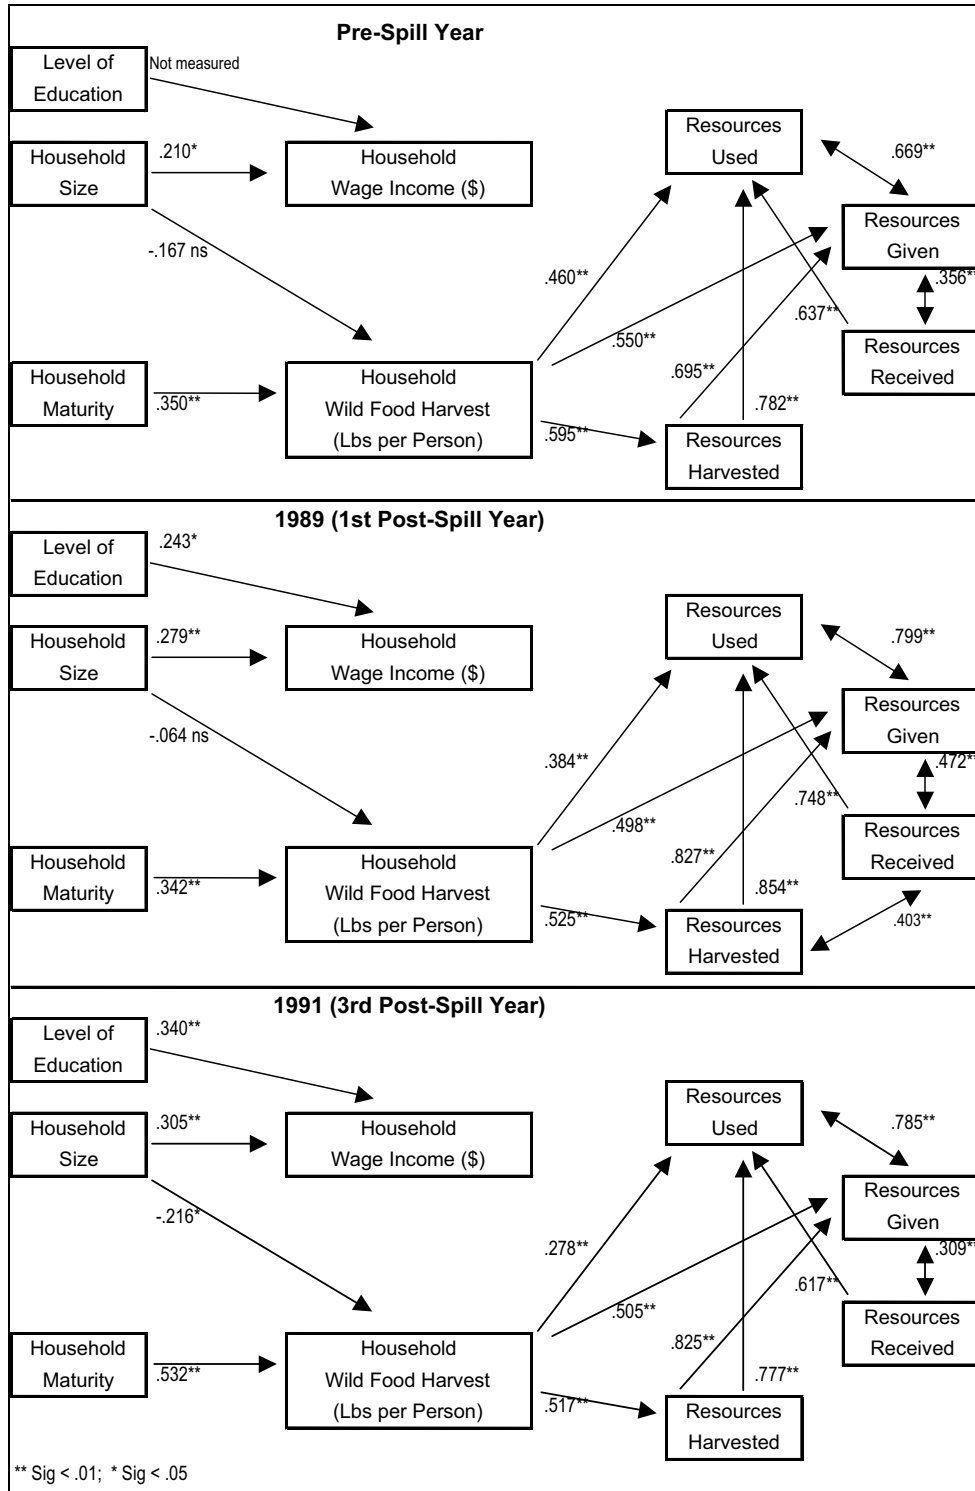 Pre-Spill Year
Level of
Education
Not measured
Household
Size
.210*
Household
Wage Income ($)
-.167 ns
Household
Maturity
.350**
Household
Wild Food Harvest
(Lbs per Person)
.460**
.550**
.595**
Resources
Used
.669**
Resources
Given
.356**
.637**
Resources
Received
.695**
.782**
Resources
Harvested
1989 (1st Post-Spill Year)
Level of
Education
.243*
Household
Size
.279**
Household
Wage Income ($)
-.064 ns
Household
Maturity
.342**
Household
Wild Food Harvest
(Lbs per Person)
.384**
.498**
.525**
Resources
Used
.799**
Resources
Given
.472**
.748**
Resources
Received
.827**
.854**
.403**
Resources
Harvested
1991 (3rd Post-Spill Year)
Level of
Education
.340**
Household
Size
.305**
Household
Wage Income ($)
-.216*
Household
Maturity
.532**
Household
Wild Food Harvest
(Lbs per Person)
.278**
.505**
.517**
Resources
Used
.785**
Resources
Given
.309**
.617**
Resources
Received
.825**
.777**
Resources
Harvested
** Sig < .01;  * Sig < .05